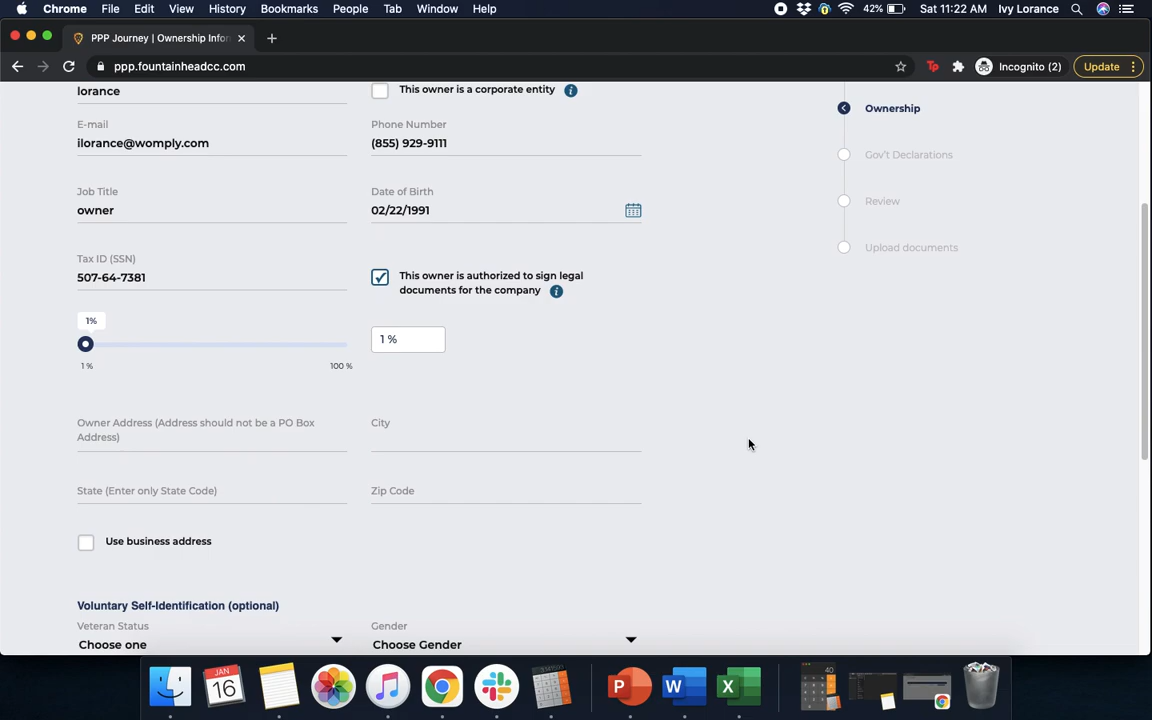 Chrome File Edit View History Bookmarks People Tab Window Help 42% Sat 11:22 AM Ivy Lorance
PPP Journey | Ownership Infor
ppp.fountainheadcc.com Incognito (2) Update
lorance
This owner is a corporate entity
Ownership
E-mail
Phone Number
ilorance@womply.com
(855) 929-9111
Gov't Declarations
Job Title
Date of Birth
Review
owner
02/22/1991
Upload documents
Tax ID (SSN)
507-64-7381
This owner is authorized to sign legal
documents for the company
1%
1 %
1 % 100 %
Owner Address (Address should not be a PO Box
Address)
City
State (Enter only State Code)
Zip Code
Use business address
Voluntary Self-Identification (optional)
Veteran Status
Gender
Choose one
Choose Gender
JAN
16
P
W
X
40